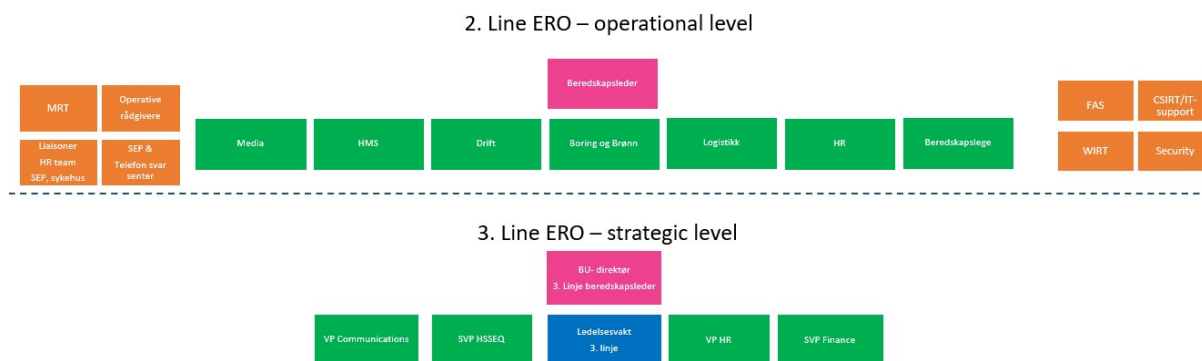 2. Line ERO – operational level
Beredskapsleder
MRT
Operative
rådgivere
Liaisoner
HR team
SEP, sykehus
SEP &
Telefon svar
senter
Media
HMS
Drift
Boring og Brønn
Logistikk
HR
Beredskapslege
FAS
CSIRT/IT-
support
WIRT
Security
3. Line ERO – strategic level
BU- direktør
3. Linje beredskapsleder
VP Communications
SVP HSSEQ
Ledelsesvakt
3. linje
VP HR
SVP Finance